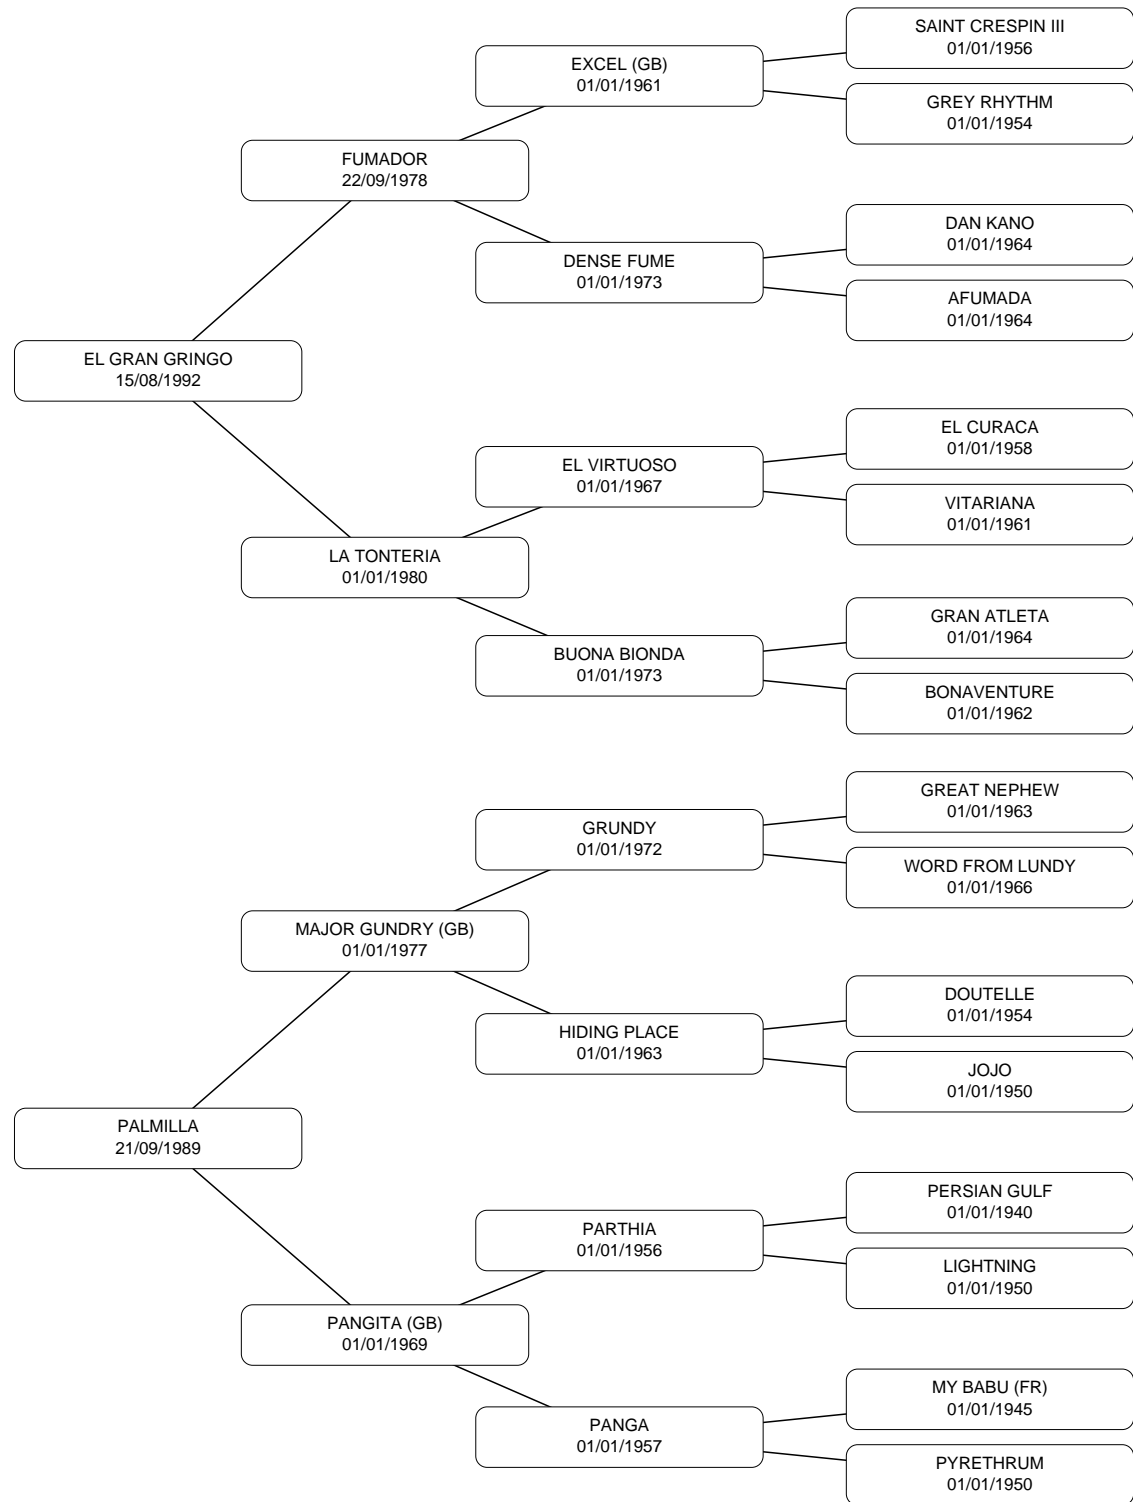 SAINT CRESPIN III
01/01/1956
EXCEL (GB)
01/01/1961
GREY RHYTHM
01/01/1954
FUMADOR
22/09/1978
DAN KANO
01/01/1964
DENSE FUME
01/01/1973
AFUMADA
01/01/1964
EL GRAN GRINGO
15/08/1992
EL CURACA
01/01/1958
EL VIRTUOSO
01/01/1967
VITARIANA
01/01/1961
LA TONTERIA
01/01/1980
GRAN ATLETA
01/01/1964
BUONA BIONDA
01/01/1973
BONAVENTURE
01/01/1962
GREAT NEPHEW
01/01/1963
GRUNDY
01/01/1972
WORD FROM LUNDY
01/01/1966
MAJOR GUNDRY (GB)
01/01/1977
DOUTELLE
01/01/1954
HIDING PLACE
01/01/1963
JOJO
01/01/1950
PALMILLA
21/09/1989
PERSIAN GULF
01/01/1940
PARTHIA
01/01/1956
LIGHTNING
01/01/1950
PANGITA (GB)
01/01/1969
MY BABU (FR)
01/01/1945
PANGA
01/01/1957
PYRETHRUM
01/01/1950